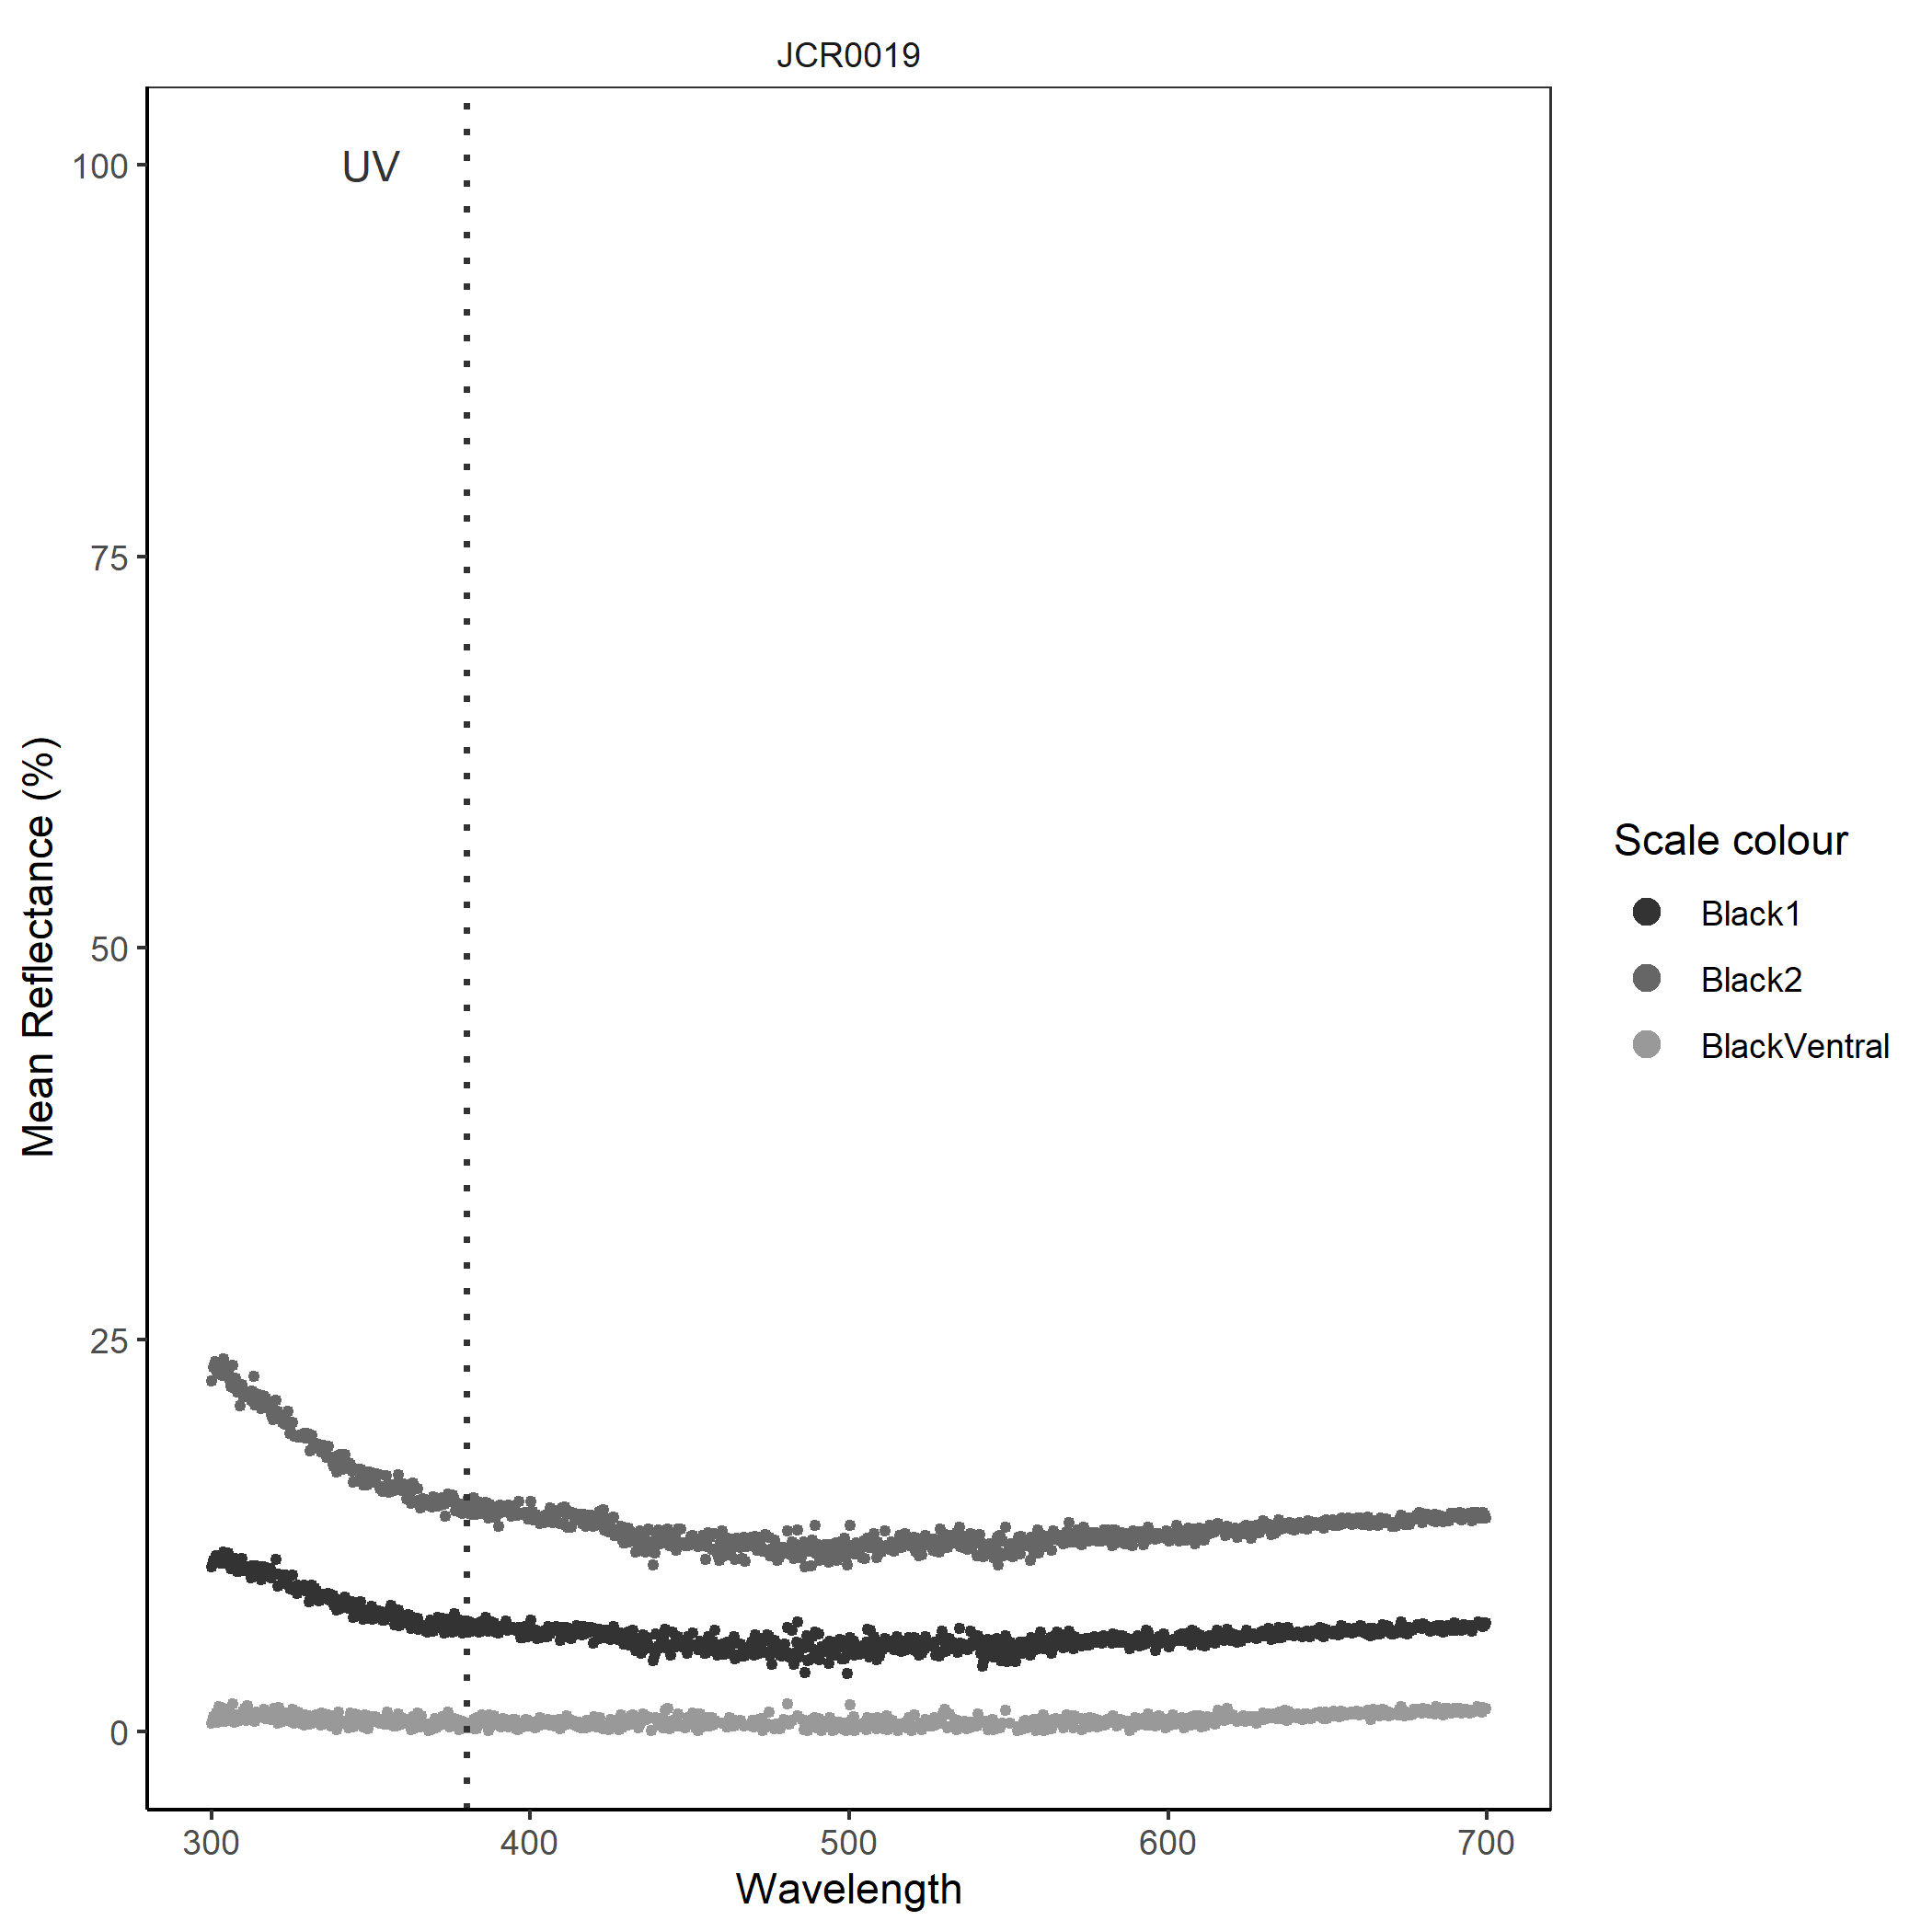 JCR0019
UV
100
75
50
25
0
Mean Reflectance (%)
300 400 500 600 700
Wavelength
Scale colour
Black1
Black2
BlackVentral